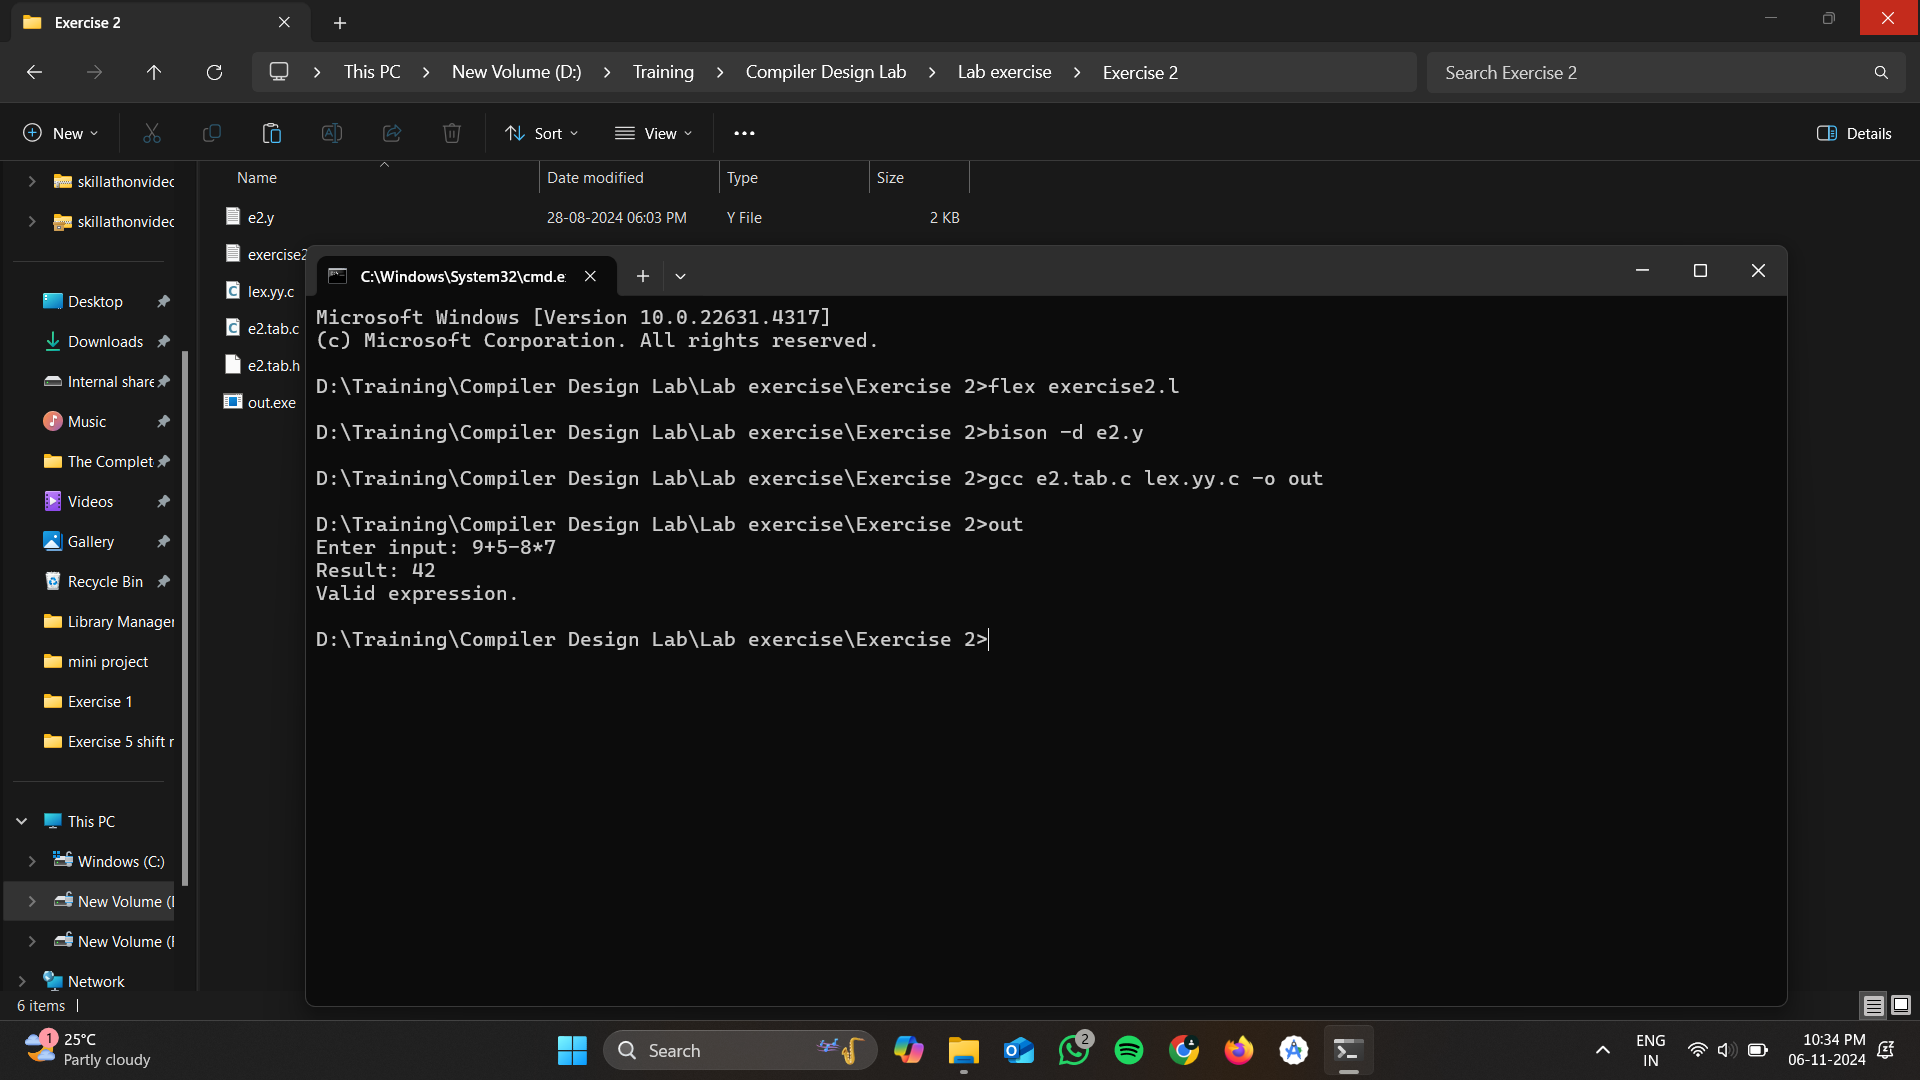 Exercise 2
This PC
New Volume (D:)
Training
Compiler Design Lab
Lab exercise
Exercise 2
Search Exercise 2
New
Sort
View
Details
Name
Date modified
Type
Size
e2.y
28-08-2024 06:03 PM
Y File
2 KB
exercise2
lex.yy.c
e2.tab.c
e2.tab.h
out.exe
skillathonvideo
skillathonvideo
Desktop
Downloads
Internal share
Music
The Complet
Videos
Gallery
Recycle Bin
Library Manager
mini project
Exercise 1
Exercise 5 shift r
This PC
Windows (C:)
New Volume (
New Volume (
Network
6 items
C:\Windows\System32\cmd.e
Microsoft Windows [Version 10.0.22631.4317]
(c) Microsoft Corporation. All rights reserved.
D:\Training\Compiler Design Lab\Lab exercise\Exercise 2>flex exercise2.l
D:\Training\Compiler Design Lab\Lab exercise\Exercise 2>bison -d e2.y
D:\Training\Compiler Design Lab\Lab exercise\Exercise 2>gcc e2.tab.c lex.yy.c -o out
D:\Training\Compiler Design Lab\Lab exercise\Exercise 2>out
Enter input: 9+5-8*7
Result: 42
Valid expression.
D:\Training\Compiler Design Lab\Lab exercise\Exercise 2>
1
25°C
Partly cloudy
Search
2
ENG
IN
10:34 PM
06-11-2024